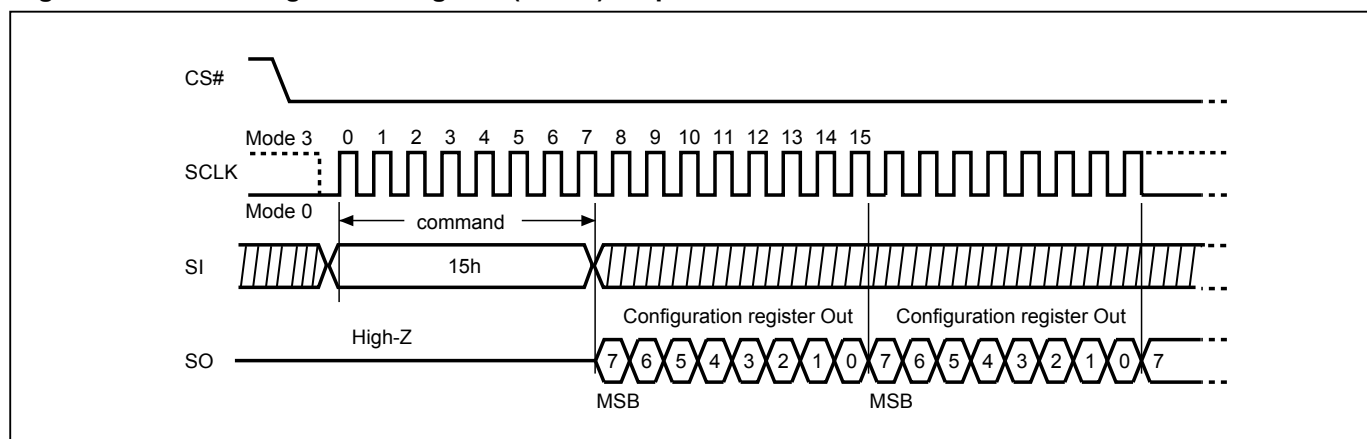 CS#
Mode 3 0 1 2 3 4 5 6 7 8 9 10 11 12 13 14 15
SCLK
Mode 0
command
SI 15h
Configuration register Out Configuration register Out
High-Z
SO 7 6 5 4 3 2 1 0 7 6 5 4 3 2 1 0 7
MSB MSB